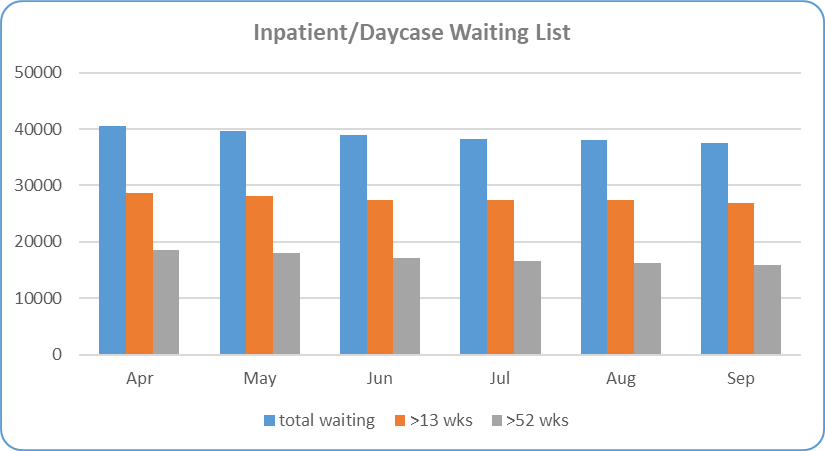 Inpatient/Daycase Waiting List
50000
40000
30000
20000
10000
0
Apr May Jun Jul Aug Sep
total waiting >13 wks >52 wks